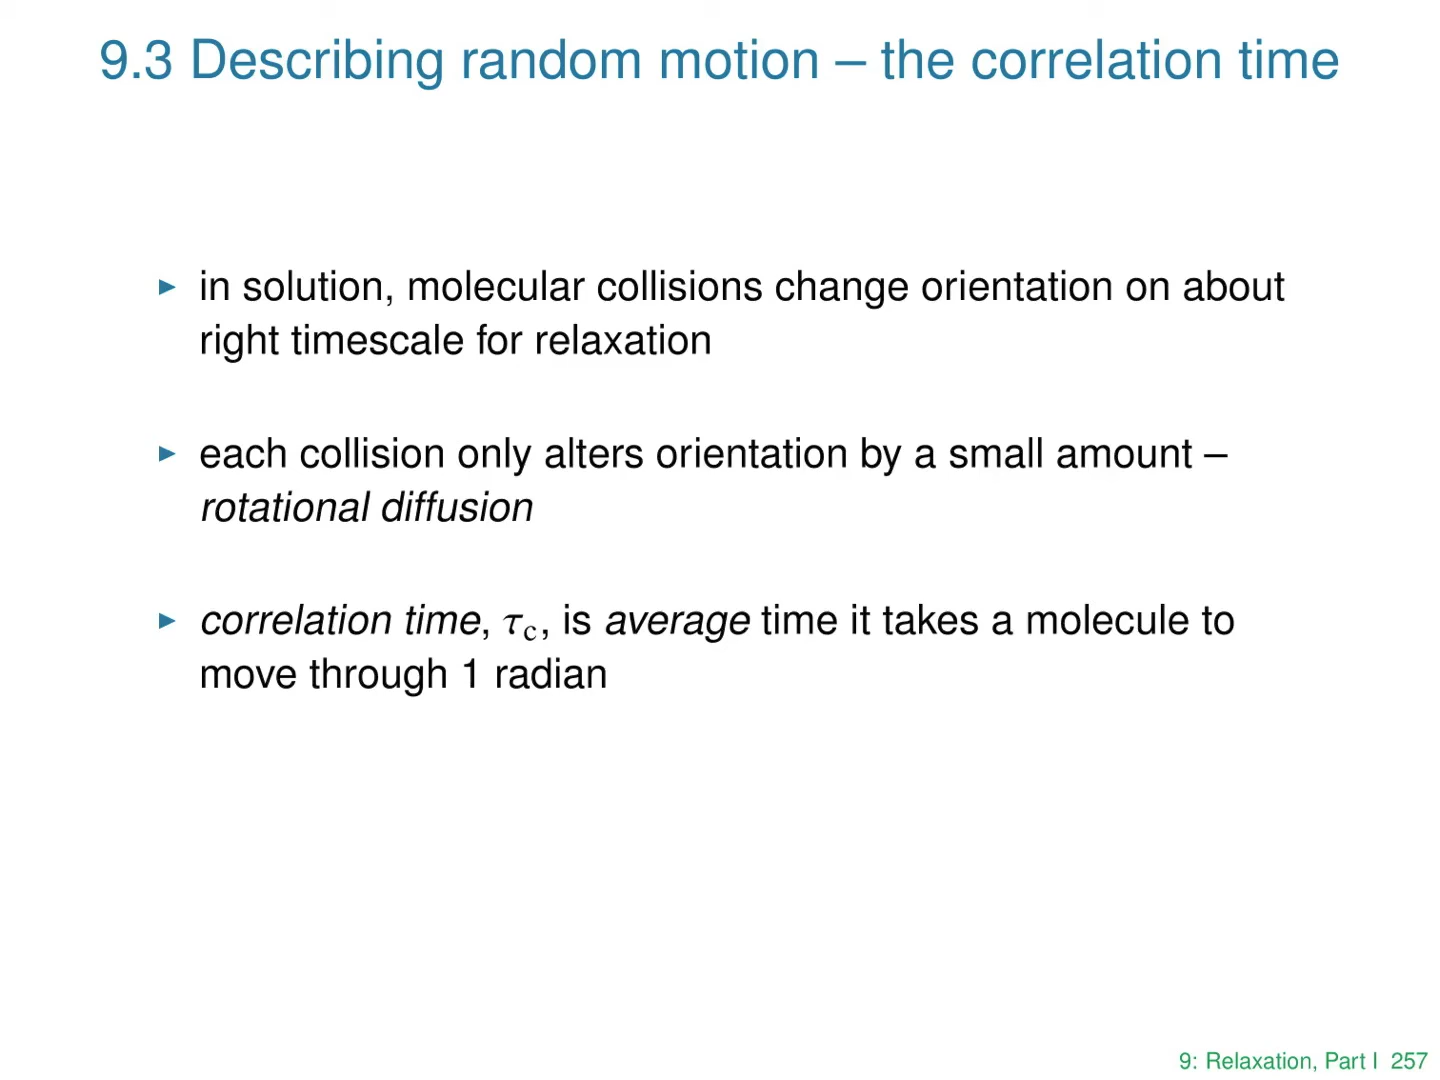 9.3 Describing random motion – the correlation time
▶ in solution, molecular collisions change orientation on about
right timescale for relaxation
▶ each collision only alters orientation by a small amount –
rotational diffusion
▶ correlation time, τc, is average time it takes a molecule to
move through 1 radian
9: Relaxation, Part I 257